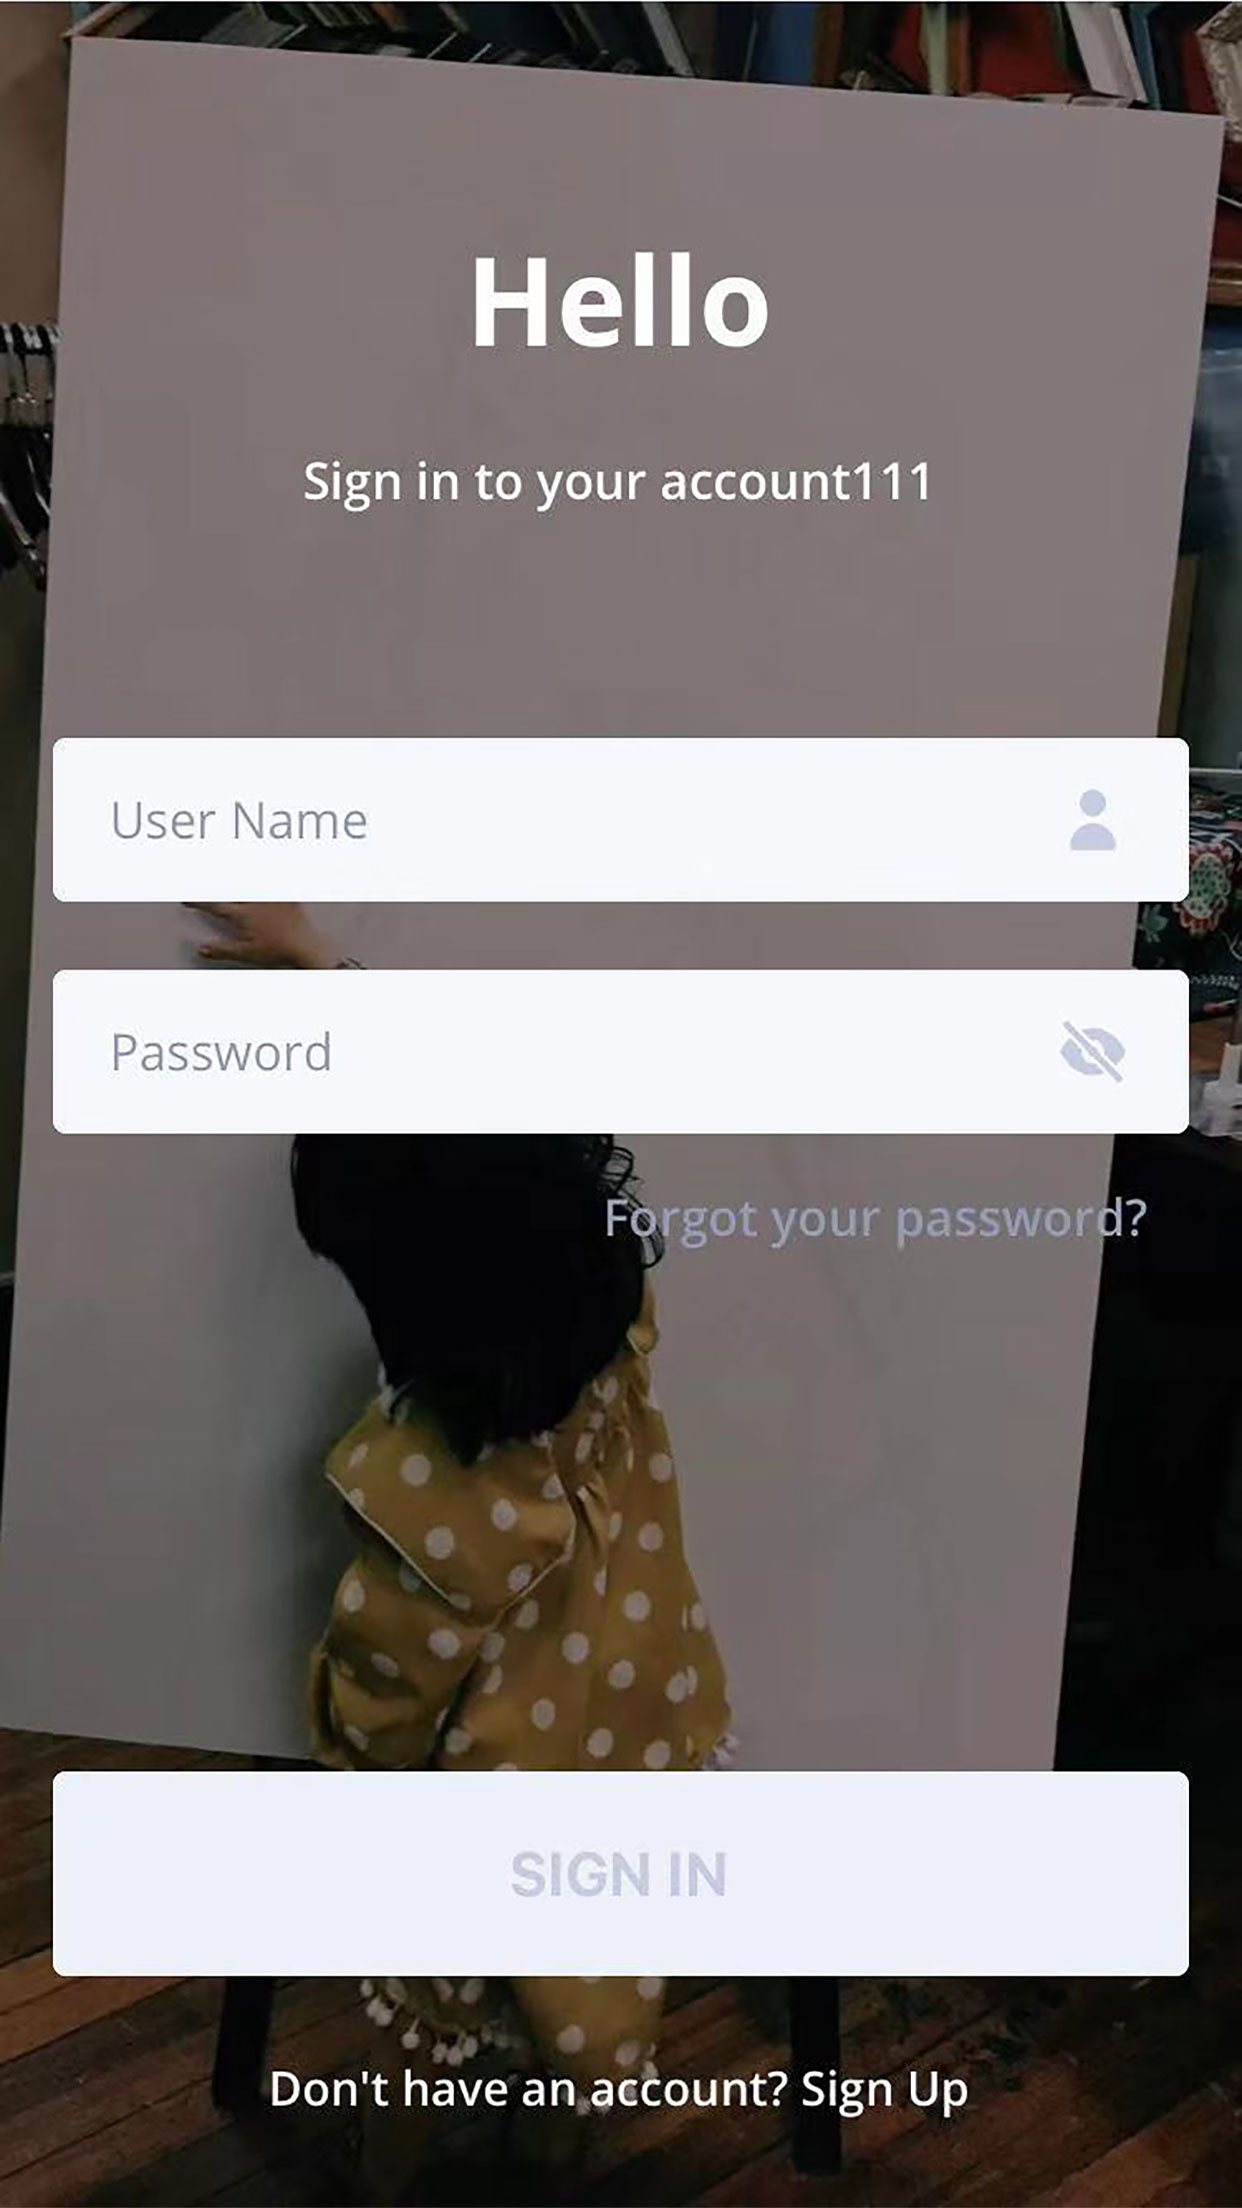 Hello
Sign in to your account111
User Name
Password
Forgot your password?
SIGN IN
Don't have an account? Sign Up